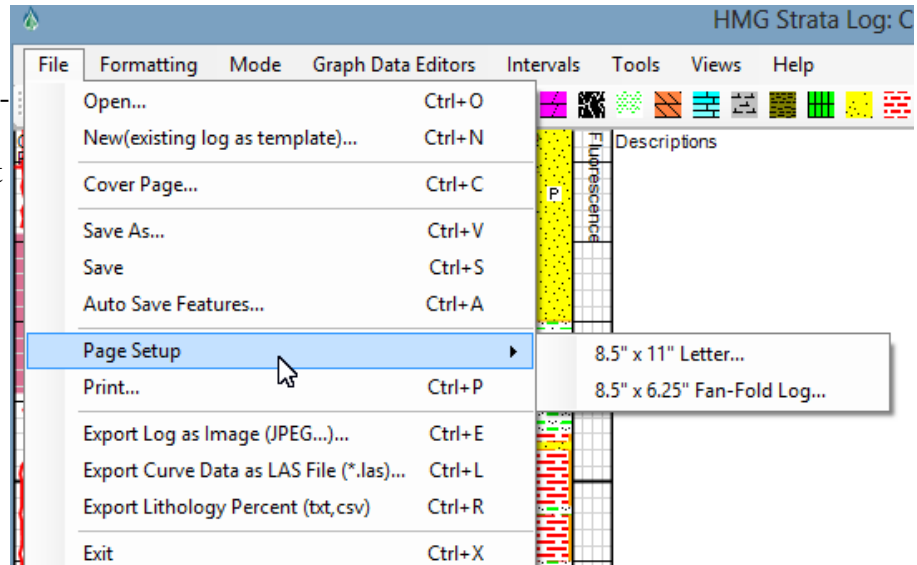 HMG Strata Log: C
File Formatting Mode Graph Data Editors Intervals Tools Views Help
Open... Ctrl+O
New(existing log as template)... Ctrl+N
Cover Page... Ctrl+C
Save As... Ctrl+V
Save Ctrl+S
Auto Save Features... Ctrl+A
Page Setup
8.5" x 11" Letter...
8.5" x 6.25" Fan-Fold Log...
Print... Ctrl+P
Export Log as Image (JPEG...)... Ctrl+E
Export Curve Data as LAS File (*.las)... Ctrl+L
Export Lithology Percent (txt,csv) Ctrl+R
Exit Ctrl+X
P
Fluorescence
Descriptions